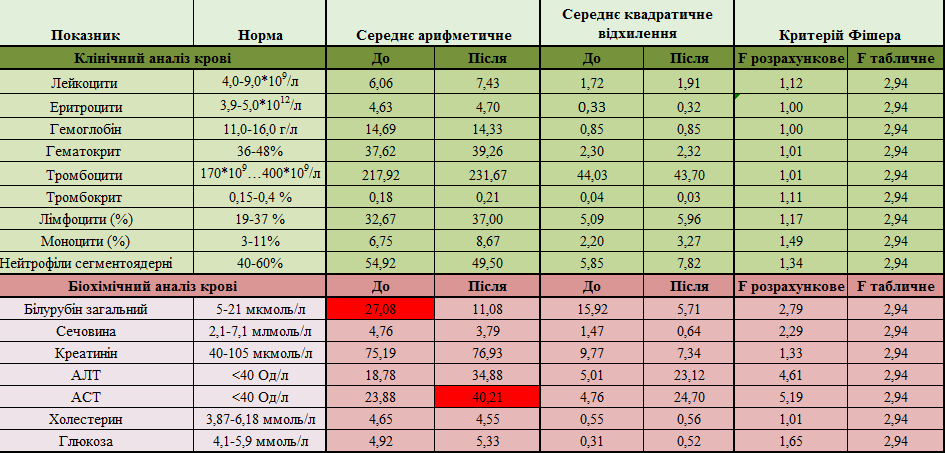 Показник Норма Середнє арифметичне Середнє квадратичне відхилення Критерій Фішера
Клінічний аналіз крові До Після До Після F розрахункове F табличне
Лейкоцити 4,0-9,0*10⁹/л 6,06 7,43 1,72 1,91 1,12 2,94
Еритроцити 3,9-5,0*10¹²/л 4,63 4,70 0,33 0,32 1,00 2,94
Гемоглобін 11,0-16,0 г/л 14,69 14,33 0,85 0,85 1,00 2,94
Гематокрит 36-48% 37,62 39,26 2,30 2,32 1,01 2,94
Тромбоцити 170*10⁹…400*10⁹/л 217,92 231,67 44,03 43,70 1,01 2,94
Тромбокрит 0,15-0,4 % 0,18 0,21 0,04 0,03 1,11 2,94
Лімфоцити (%) 19-37 % 32,67 37,00 5,09 5,96 1,17 2,94
Моноцити (%) 3-11% 6,75 8,67 2,20 3,27 1,49 2,94
Нейтрофіли сегментоядерні 40-60% 54,92 49,50 5,85 7,82 1,34 2,94
Біохімічний аналіз крові До Після До Після F розрахункове F табличне
Білурубін загальний 5-21 мкмоль/л 27,08 11,08 15,92 5,71 2,79 2,94
Сечовина 2,1-7,1 млмоль/л 4,76 3,79 1,47 0,64 2,29 2,94
Креатинін 40-105 мкмоль/л 75,19 76,93 9,77 7,34 1,33 2,94
АЛТ <40 Од/л 18,78 34,88 5,01 23,12 4,61 2,94
АСТ <40 Од/л 23,88 40,21 4,76 24,70 5,19 2,94
Холестерин 3,87-6,18 ммоль/л 4,65 4,55 0,55 0,56 1,01 2,94
Глюкоза 4,1-5,9 ммоль/л 4,92 5,33 0,31 0,52 1,65 2,94